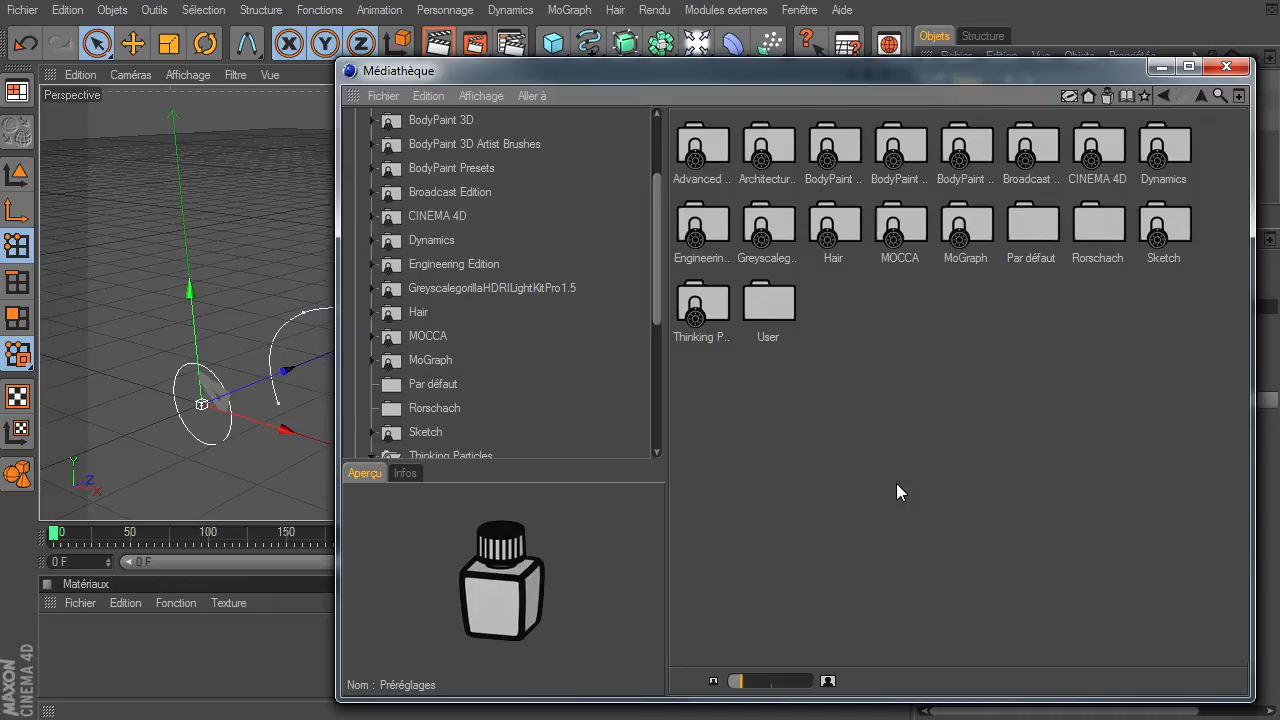 Fichier Edition Objets Outils Sélection Structure Fonctions Animation Personnage Dynamics MoGraph Hair Rendu Modules externes Fenêtre Aide
Objets Structure
Edition Caméras Affichage Filtre Vue
Perspective
Médiathèque
Fichier Edition Affichage Aller à
BodyPaint 3D
BodyPaint 3D Artist Brushes
BodyPaint Presets
Broadcast Edition
CINEMA 4D
Dynamics
Engineering Edition
GreyscalegorillaHDRILightKitPro1.5
Hair
MOCCA
MoGraph
Par défaut
Rorschach
Sketch
Thinking Particles
Advanced .. Architectur.. BodyPaint .. BodyPaint .. BodyPaint .. Broadcast .. CINEMA 4D Dynamics
Engineerin.. Greyscaleg.. Hair MOCCA MoGraph Par défaut Rorschach Sketch
Thinking P.. User
Aperçu Infos
Nom : Préréglages
Y Z X
0 50 100 150
0 F 0 F
Matériaux
Fichier Edition Fonction Texture
MAXON
CINEMA 4D